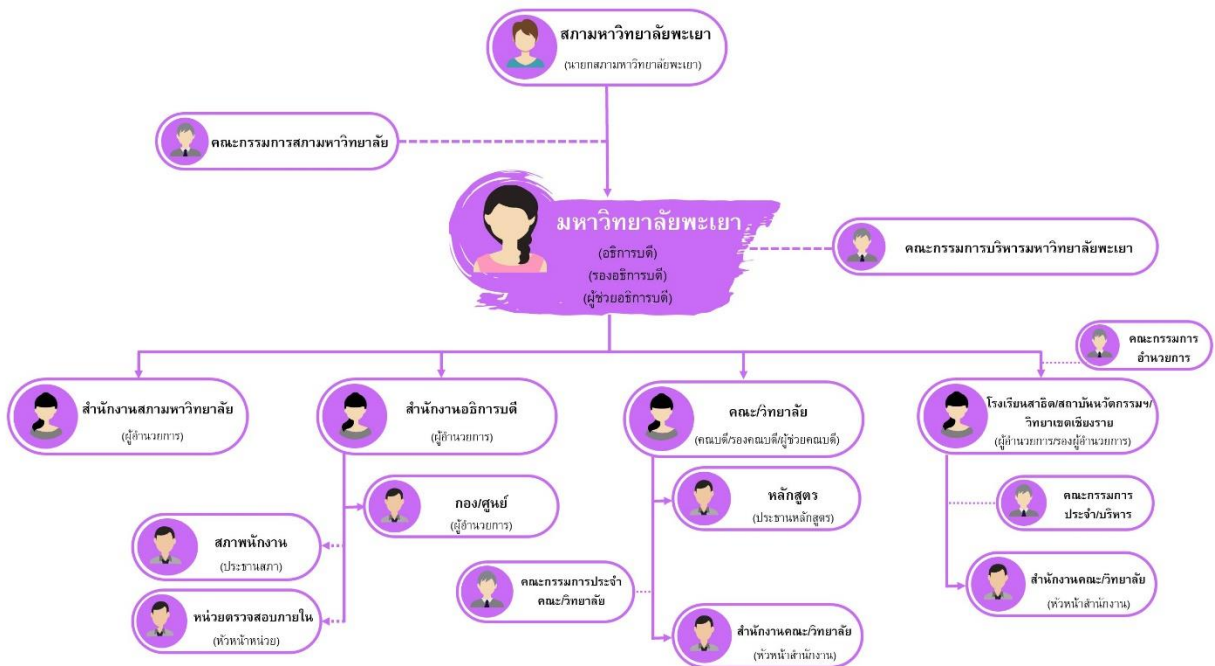 สภามหาวิทยาลัยพะเยา
(นายกสภามหาวิทยาลัยพะเยา)
คณะกรรมการสภามหาวิทยาลัย
มหาวิทยาลัยพะเยา
(อธิการบดี)
(รองอธิการบดี)
(ผู้ช่วยอธิการบดี)
คณะกรรมการบริหารมหาวิทยาลัยพะเยา
คณะกรรมการ
อำนวยการ
สำนักงานสภามหาวิทยาลัย
(ผู้อำนวยการ)
สำนักงานอธิการบดี
(ผู้อำนวยการ)
คณะ/วิทยาลัย
(คณบดี/รองคณบดี/ผู้ช่วยคณบดี)
โรงเรียนสาธิต/สถาบันนวัตกรรมฯ/
วิทยาเขตเชียงราย
(ผู้อำนวยการ/รองผู้อำนวยการ)
กอง/ศูนย์
(ผู้อำนวยการ)
หลักสูตร
(ประธานหลักสูตร)
คณะกรรมการ
ประจำ/บริหาร
สภาพนักงาน
(ประธานสภา)
คณะกรรมการประจำ
คณะ/วิทยาลัย
สำนักงานคณะ/วิทยาลัย
(หัวหน้าสำนักงาน)
หน่วยตรวจสอบภายใน
(หัวหน้าหน่วย)
สำนักงานคณะ/วิทยาลัย
(หัวหน้าสำนักงาน)